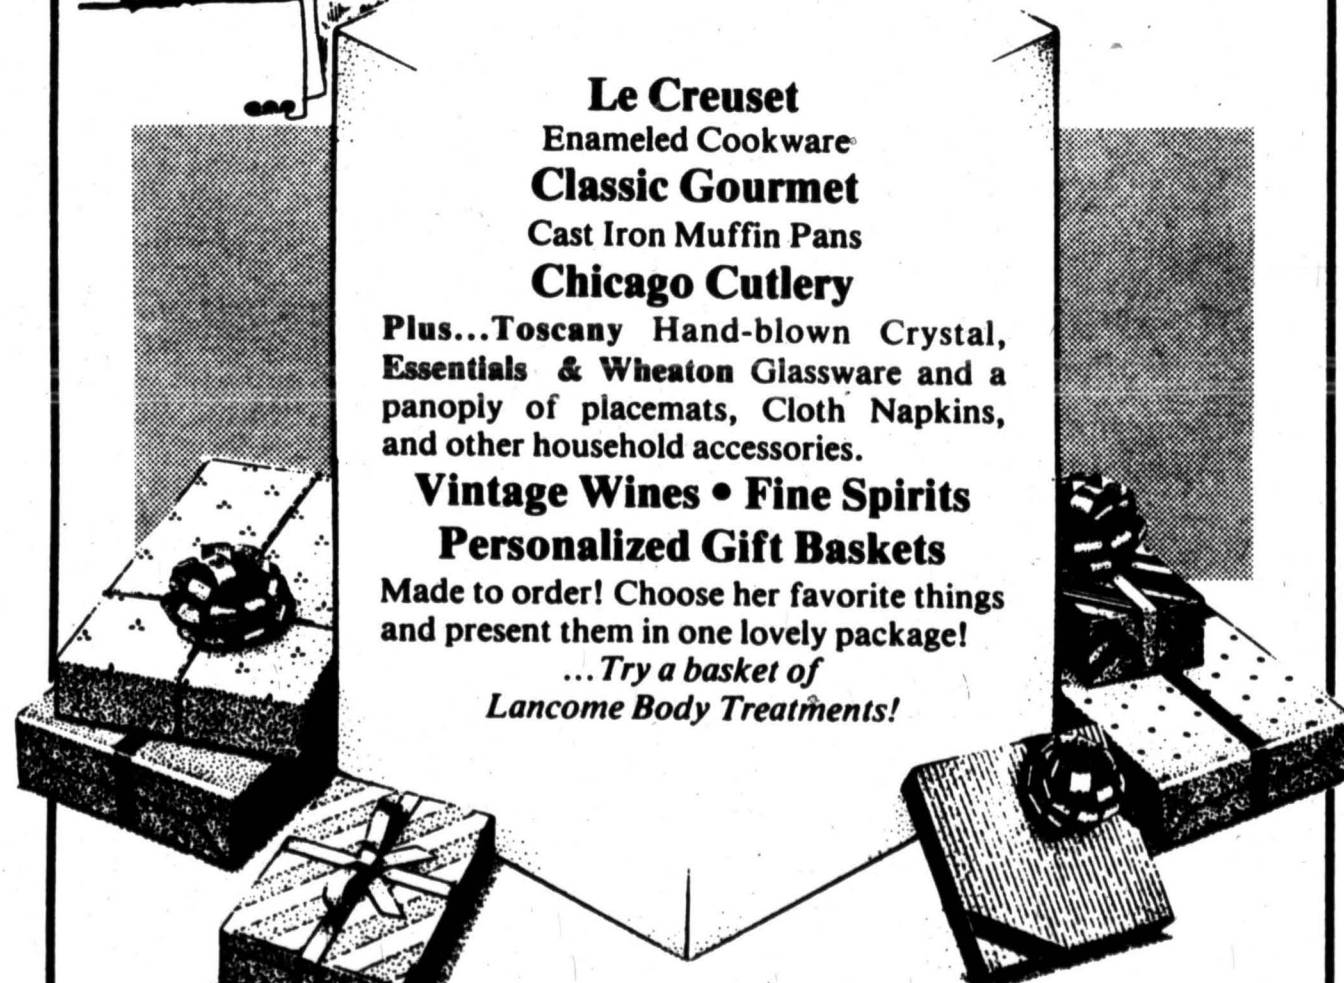 Le Creuset
Enameled Cookware
Classic Gourmet
Cast Iron Muffin Pans
Chicago Cutlery
Plus...Toscany Hand-blown Crystal,
Essentials & Wheaton Glassware and a
panoply of placemats, Cloth Napkins,
and other household accessories.
Vintage Wines • Fine Spirits
Personalized Gift Baskets
Made to order! Choose her favorite things
and present them in one lovely package!
...Try a basket of
Lancome Body Treatments!